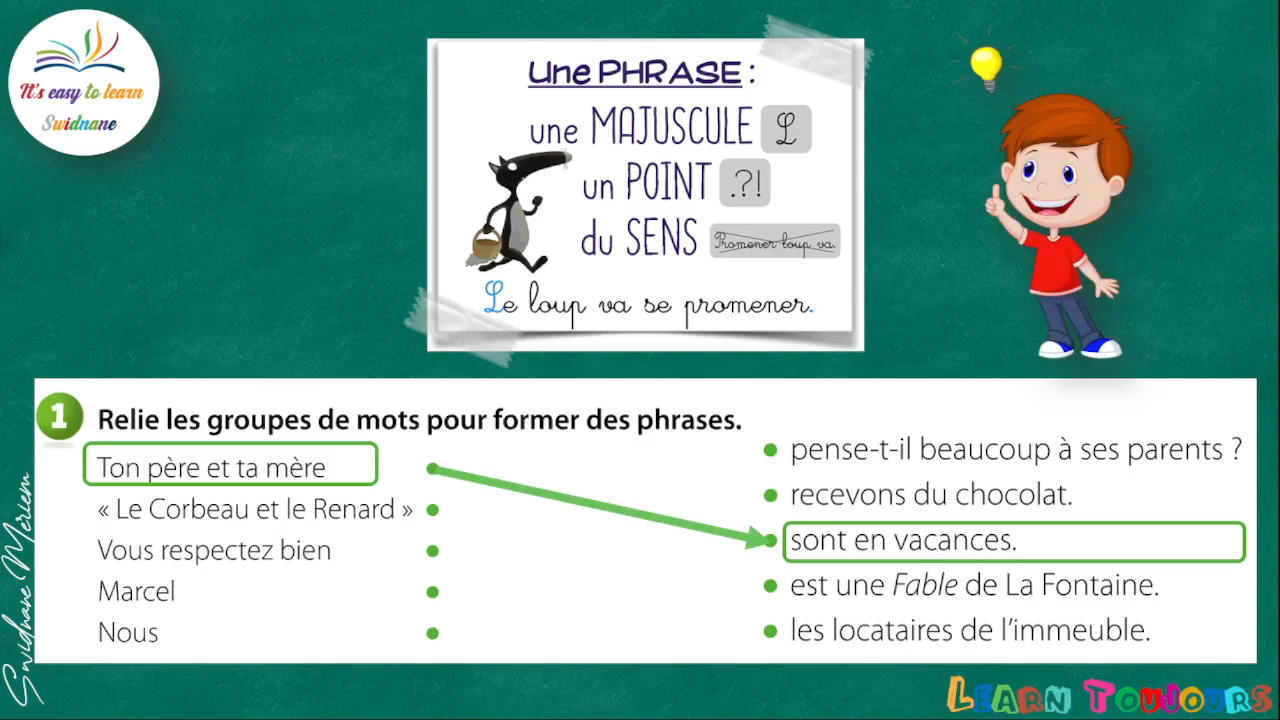 It's easy to learn
Swidnane
Une PHRASE :
une MAJUSCULE L
un POINT .?!
du SENS Promener loup va.
Le loup va se promener.
1 Relie les groupes de mots pour former des phrases.
Ton père et ta mère
« Le Corbeau et le Renard »
Vous respectez bien
Marcel
Nous
pense-t-il beaucoup à ses parents ?
recevons du chocolat.
sont en vacances.
est une Fable de La Fontaine.
les locataires de l'immeuble.
Swidnane Meriem
LEARN TOUJOURS